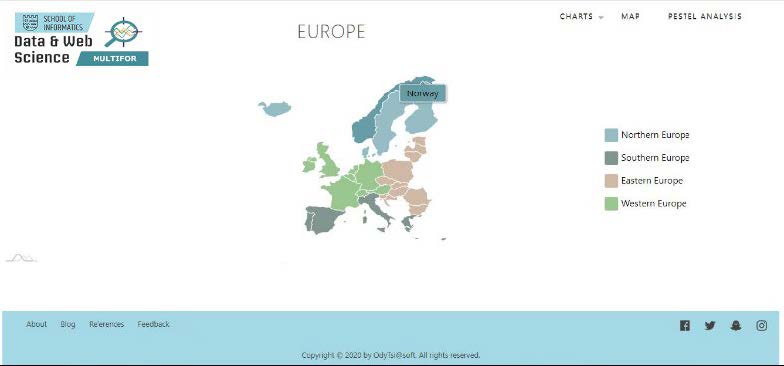 SCHOOL OF
INFORMATICS
Data & Web
Science
MULTIFOR
EUROPE
CHARTS
MAP
PESTEL ANALYSIS
Norway
Northern Europe
Southern Europe
Eastern Europe
Western Europe
About
Blog
References
Feedback
Copyright © 2020 by OdyTsi@soft. All rights reserved.